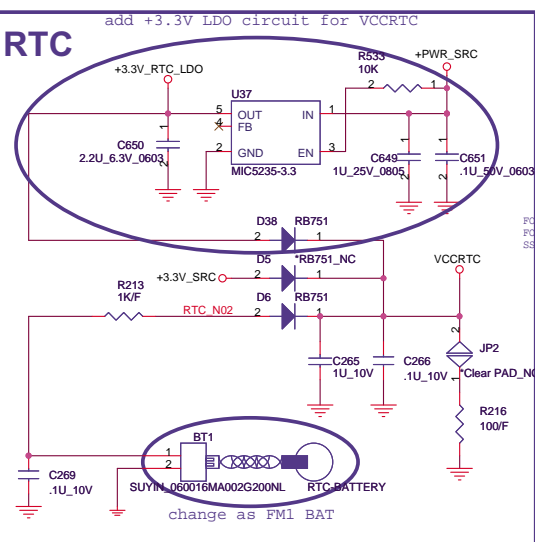 add +3.3V LDO circuit for VCCRTC
RTC
R533
10K
+PWR_SRC
2
1
+3.3V_RTC_LDO
U37
5
OUT
IN
1
4
FB
2
GND
EN
3
MIC5235-3.3
C650
2.2U_6.3V_0603
1
2
C649
1U_25V_0805
1
2
C651
.1U_50V_0603
1
2
D38
RB751
2
1
D5
*RB751_NC
+3.3V_SRC
2
1
D6
RB751
RTC_N02
2
1
R213
1K/F
VCCRTC
2
JP2
1
*Clear PAD_NC
C265
1U_10V
C266
.1U_10V
R216
100/F
BT1
1
2
SUYIN_060016MA002G200NL
RTC-BATTERY
C269
.1U_10V
change as FM1 BAT
FO
FO
SS